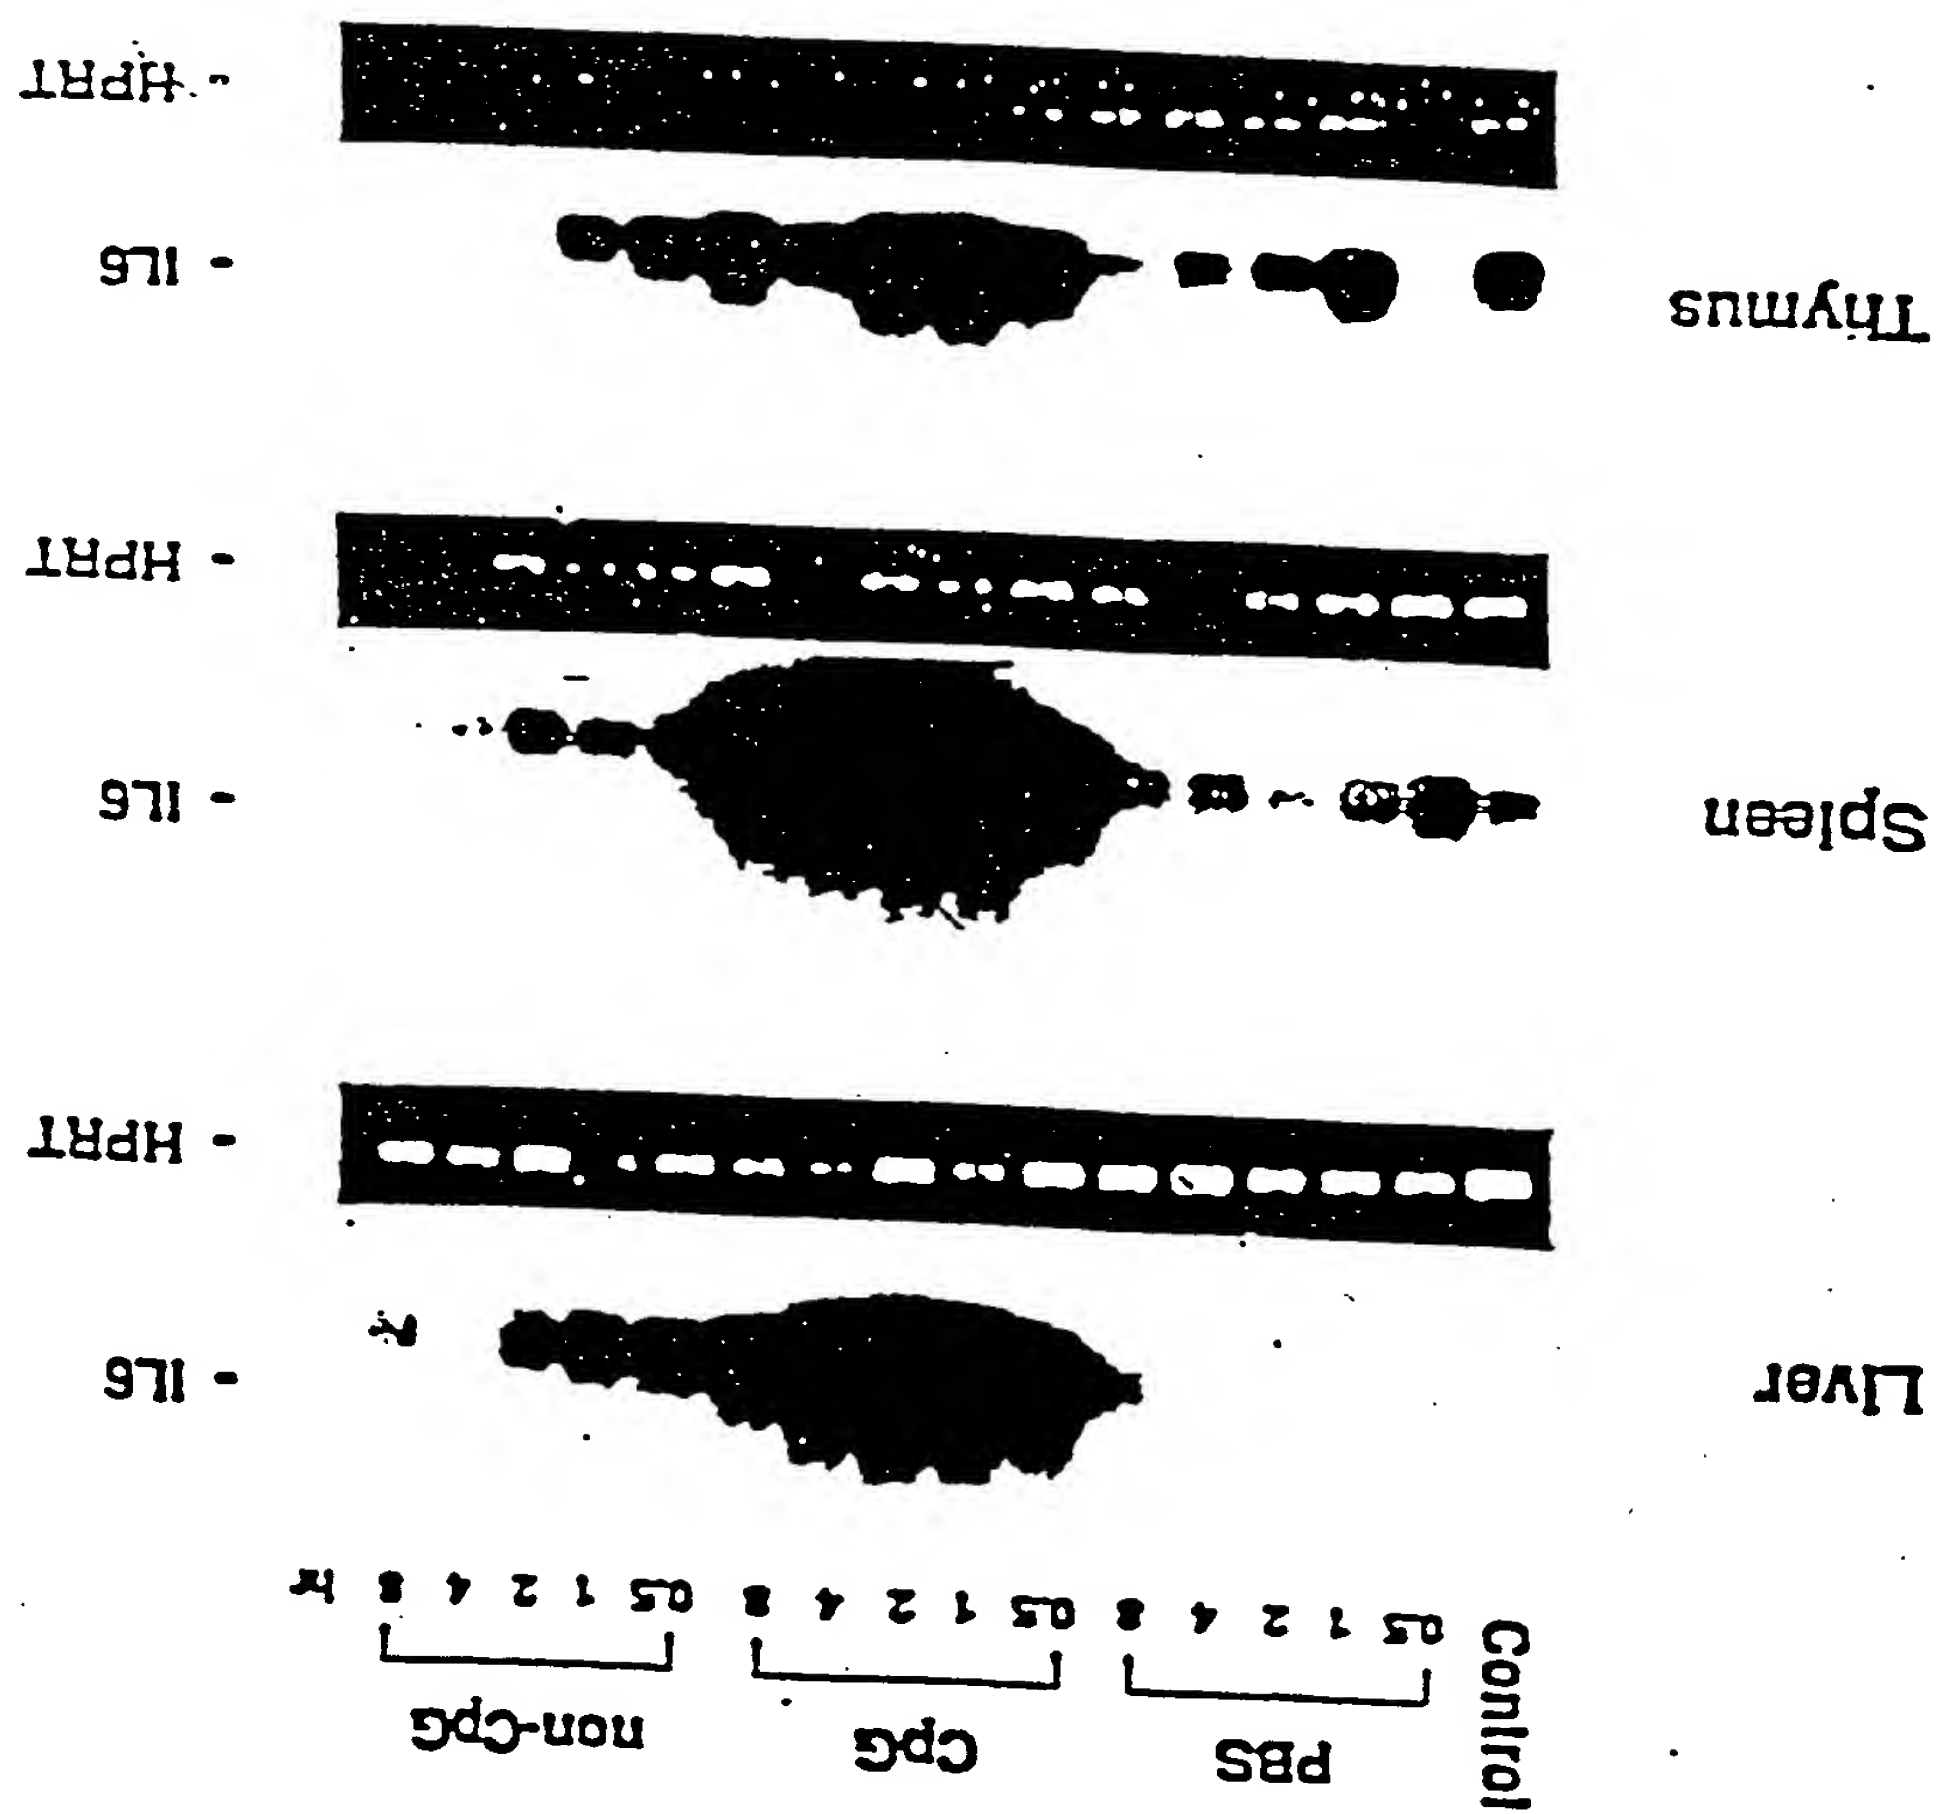 Control
PBS CpG non-CpG
0.5 1 2 4 8 0.5 1 2 4 8 0.5 1 2 4 8 hr
Liver - IL6
- HPRT
Spleen - IL6
- HPRT
Thymus - IL6
- HPRT